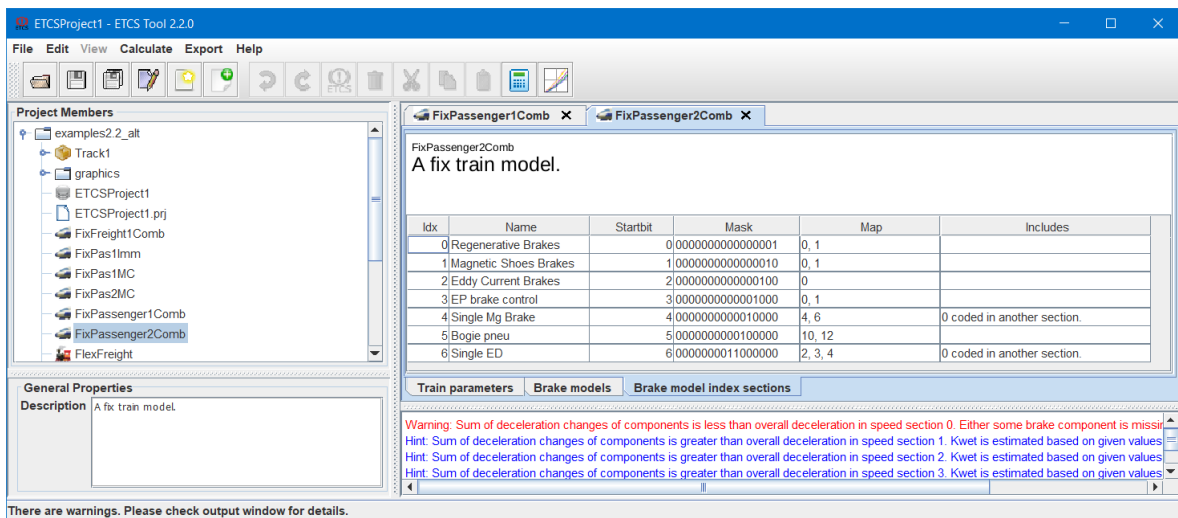 ETCSProject1 - ETCS Tool 2.2.0
File Edit View Calculate Export Help
ETCS
Project Members
examples2.2_alt
Track1
graphics
ETCSProject1
ETCSProject1.prj
FixFreight1Comb
FixPas1Imm
FixPas1MC
FixPas2MC
FixPassenger1Comb
FixPassenger2Comb
FlexFreight
General Properties
Description A fix train model.
FixPassenger1Comb FixPassenger2Comb
FixPassenger2Comb
A fix train model.
Idx Name Startbit Mask Map Includes
0 Regenerative Brakes 0 0000000000000001 0, 1
1 Magnetic Shoes Brakes 1 0000000000000010 0, 1
2 Eddy Current Brakes 2 0000000000000100 0
3 EP brake control 3 0000000000001000 0, 1
4 Single Mg Brake 4 0000000000010000 4, 6 0 coded in another section.
5 Bogie pneu 5 0000000000100000 10, 12
6 Single ED 6 0000000011000000 2, 3, 4 0 coded in another section.
Train parameters Brake models Brake model index sections
Warning: Sum of deceleration changes of components is less than overall deceleration in speed section 0. Either some brake component is missin
Hint: Sum of deceleration changes of components is greater than overall deceleration in speed section 1. Kwet is estimated based on given values
Hint: Sum of deceleration changes of components is greater than overall deceleration in speed section 2. Kwet is estimated based on given values
Hint: Sum of deceleration changes of components is greater than overall deceleration in speed section 3. Kwet is estimated based on given values
There are warnings. Please check output window for details.